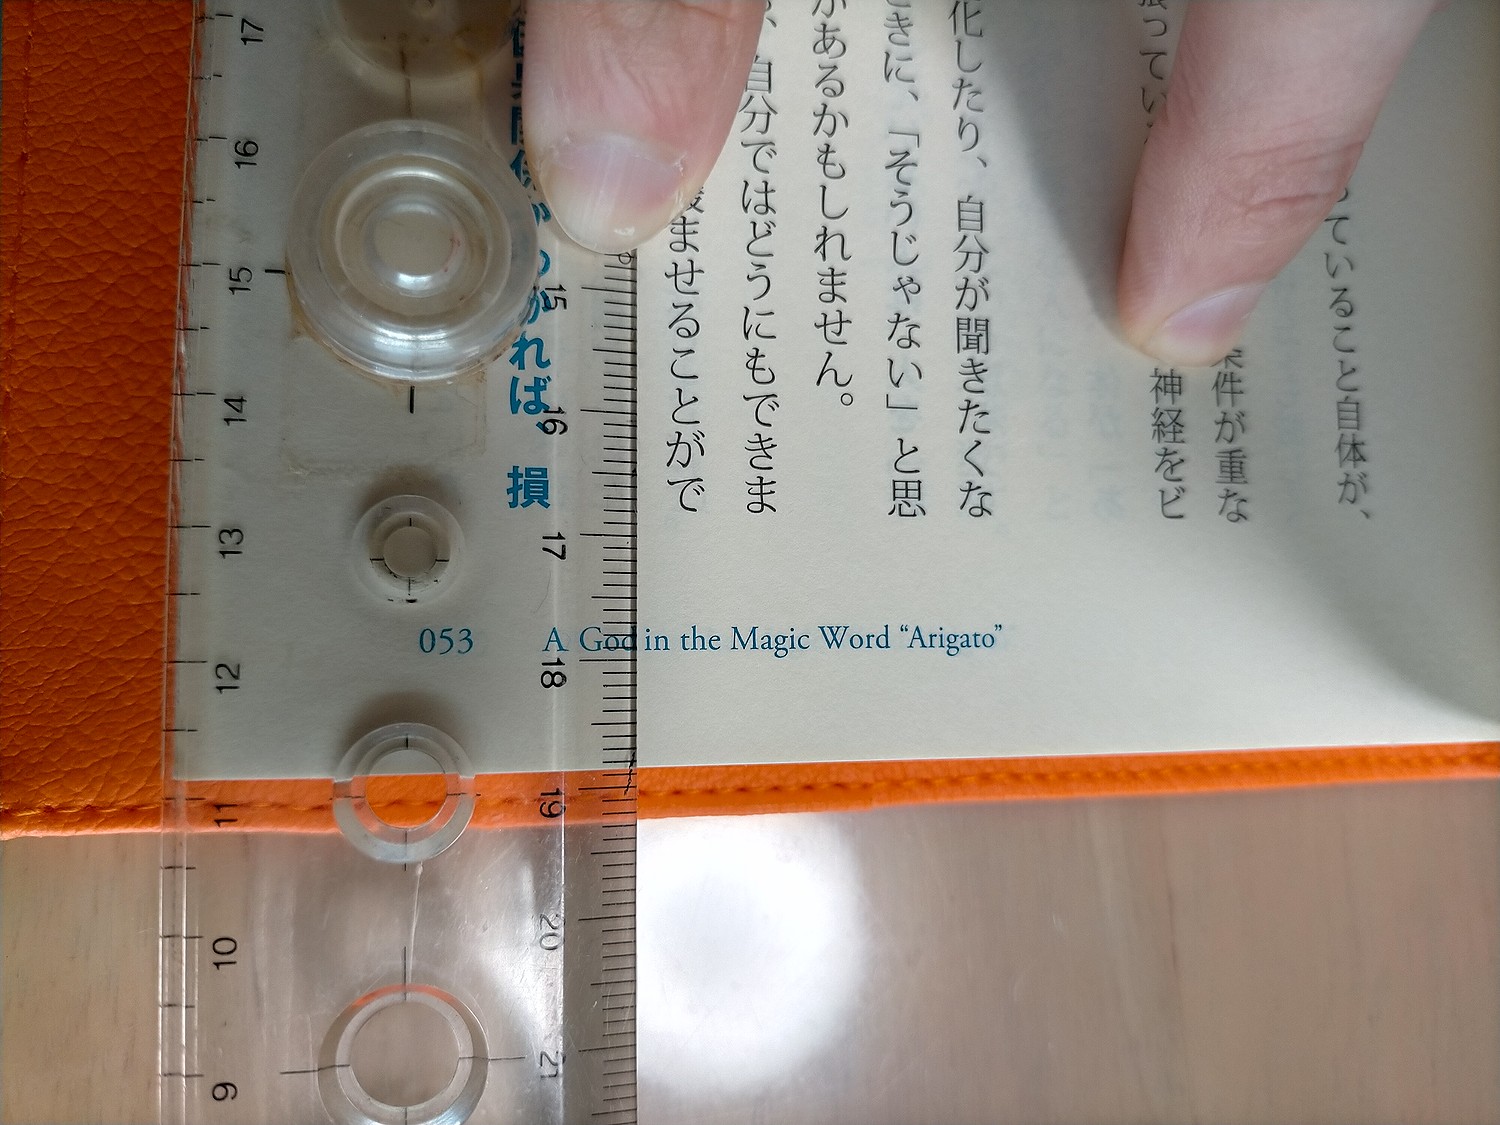 ていること自体が、
件が重な
ってい
神経をビ
化したり、自分が聞きたくな
きに、「そうじゃない」と思
があるかもしれません。
、自分ではどうにもできま
ませることがで
れば、損
053 A God in the Magic Word “Arigato”
15 16 17 18 19 20 21
17 16 15 14 13 12 11 10 9